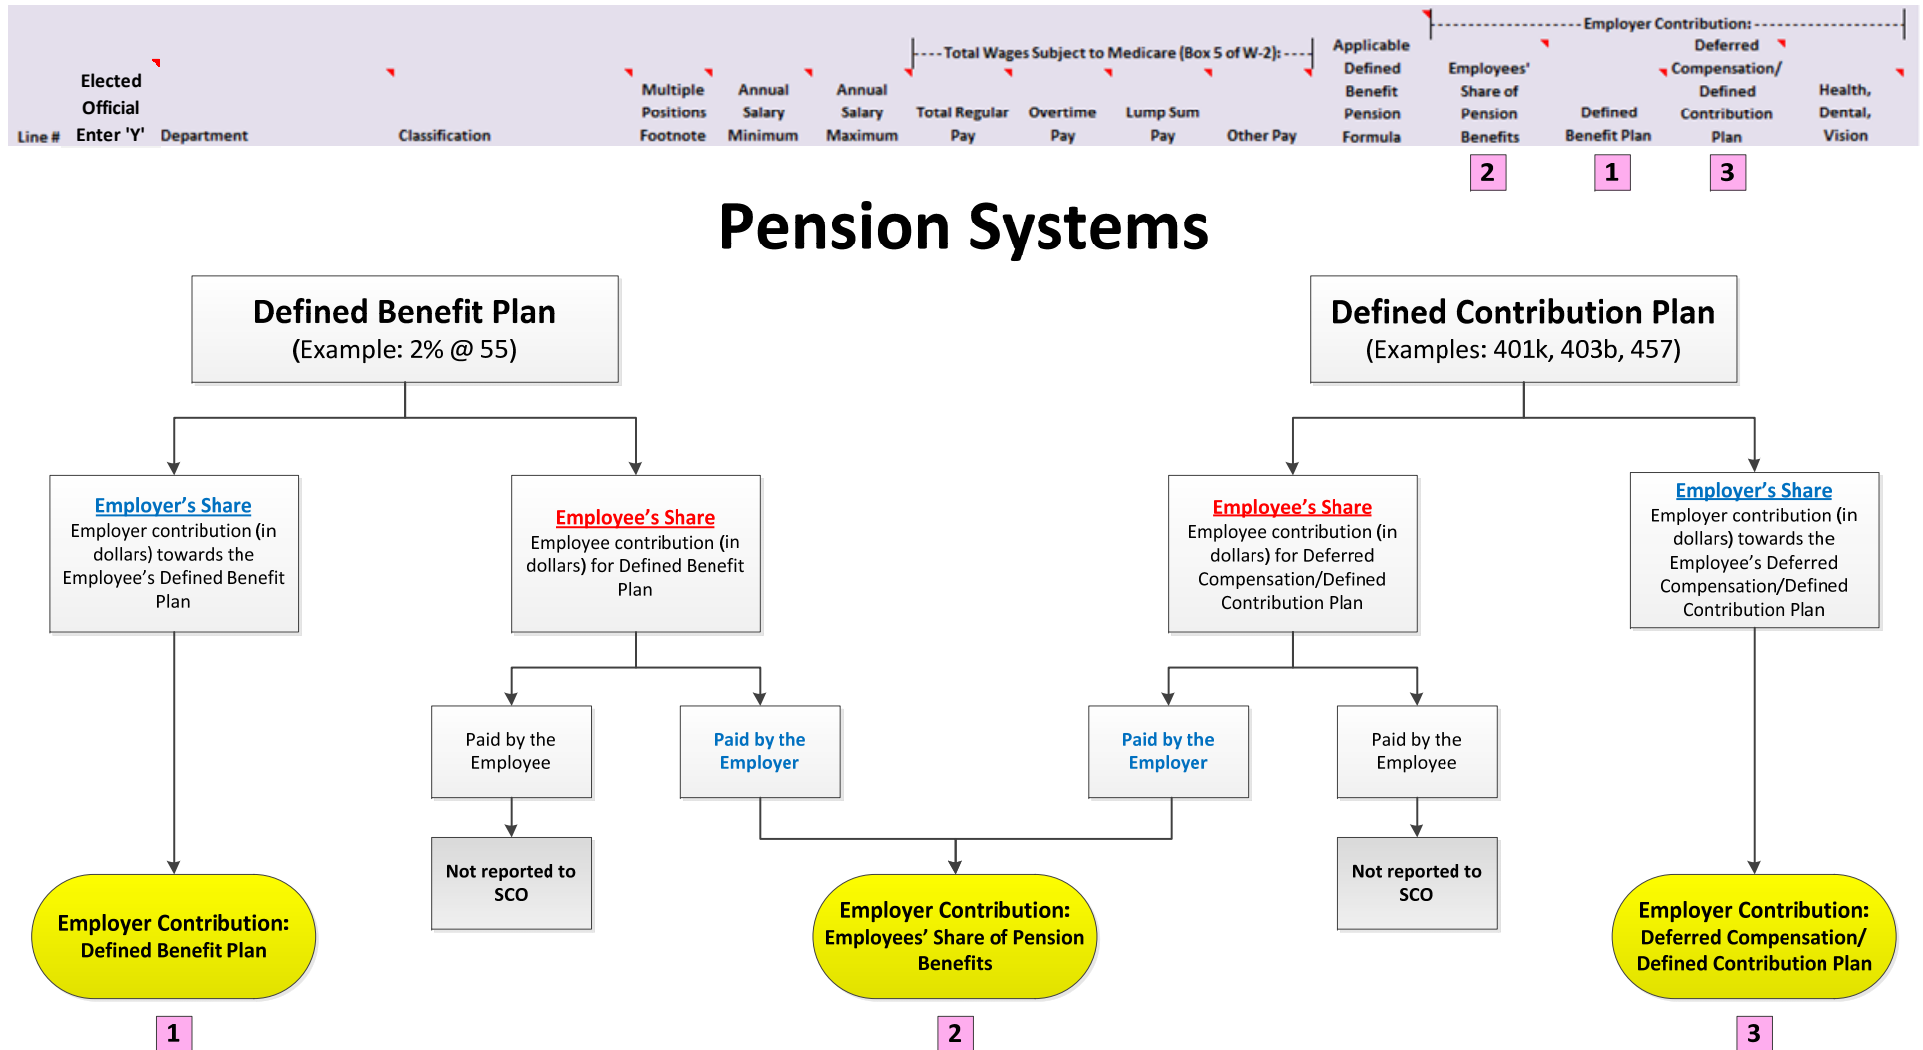 Employer Contribution:
Total Wages Subject to Medicare (Box 5 of W-2):
Line #
Elected
Official
Enter 'Y'
Department
Classification
Multiple
Positions
Footnote
Annual
Salary
Minimum
Annual
Salary
Maximum
Total Regular
Pay
Overtime
Pay
Lump Sum
Pay
Other Pay
Applicable
Defined
Benefit
Pension
Formula
Employees'
Share of
Pension
Benefits
Defined
Benefit Plan
Deferred
Compensation/
Defined
Contribution
Plan
Health,
Dental,
Vision
2
1
3
Pension Systems
Defined Benefit Plan
(Example: 2% @ 55)
Defined Contribution Plan
(Examples: 401k, 403b, 457)
Employer’s Share
Employer contribution (in
dollars) towards the
Employee’s Defined Benefit
Plan
Employee’s Share
Employee contribution (in
dollars) for Defined Benefit
Plan
Employee’s Share
Employee contribution (in
dollars) for Deferred
Compensation/Defined
Contribution Plan
Employer’s Share
Employer contribution (in
dollars) towards the
Employee’s Deferred
Compensation/Defined
Contribution Plan
Paid by the
Employee
Paid by the
Employer
Paid by the
Employer
Paid by the
Employee
Not reported to
SCO
Not reported to
SCO
Employer Contribution:
Defined Benefit Plan
Employer Contribution:
Employees’ Share of Pension
Benefits
Employer Contribution:
Deferred Compensation/
Defined Contribution Plan
1
2
3